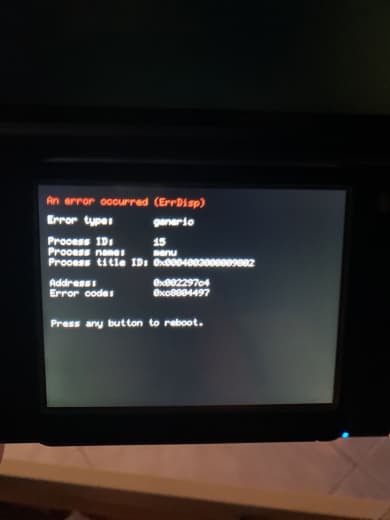 An error occurred (ErrDisp)
Error type: generic
Process ID: 15
Process name: menu
Process title ID: 0x0004003000009802
Address: 0x002297c4
Error code: 0xc8804497
Press any button to reboot.